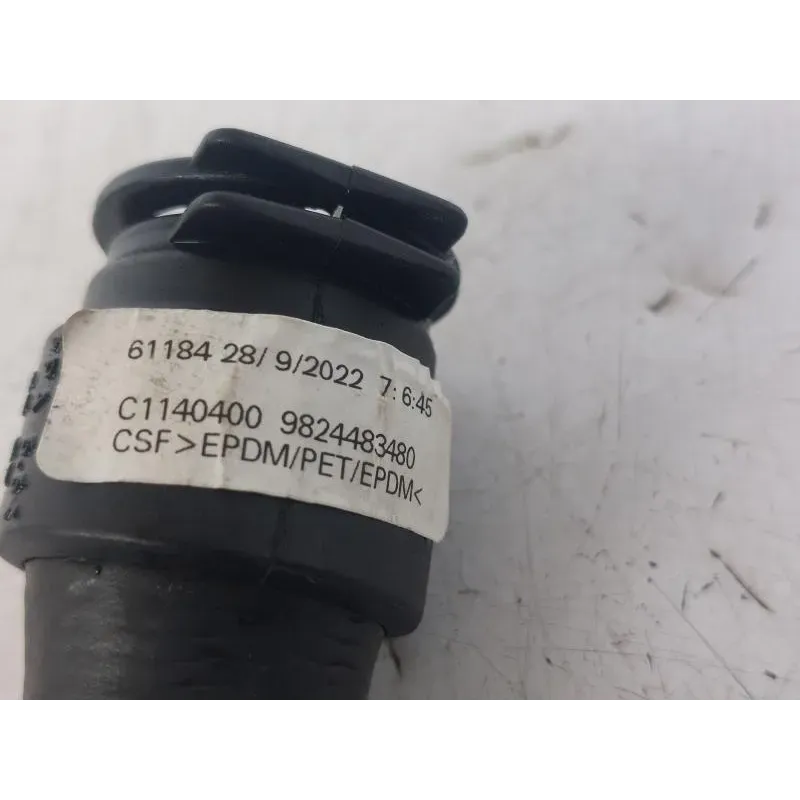 61184 28/ 9/2022 7: 6:45
C1140400 9824483480
CSF>EPDM/PET/EPDM<